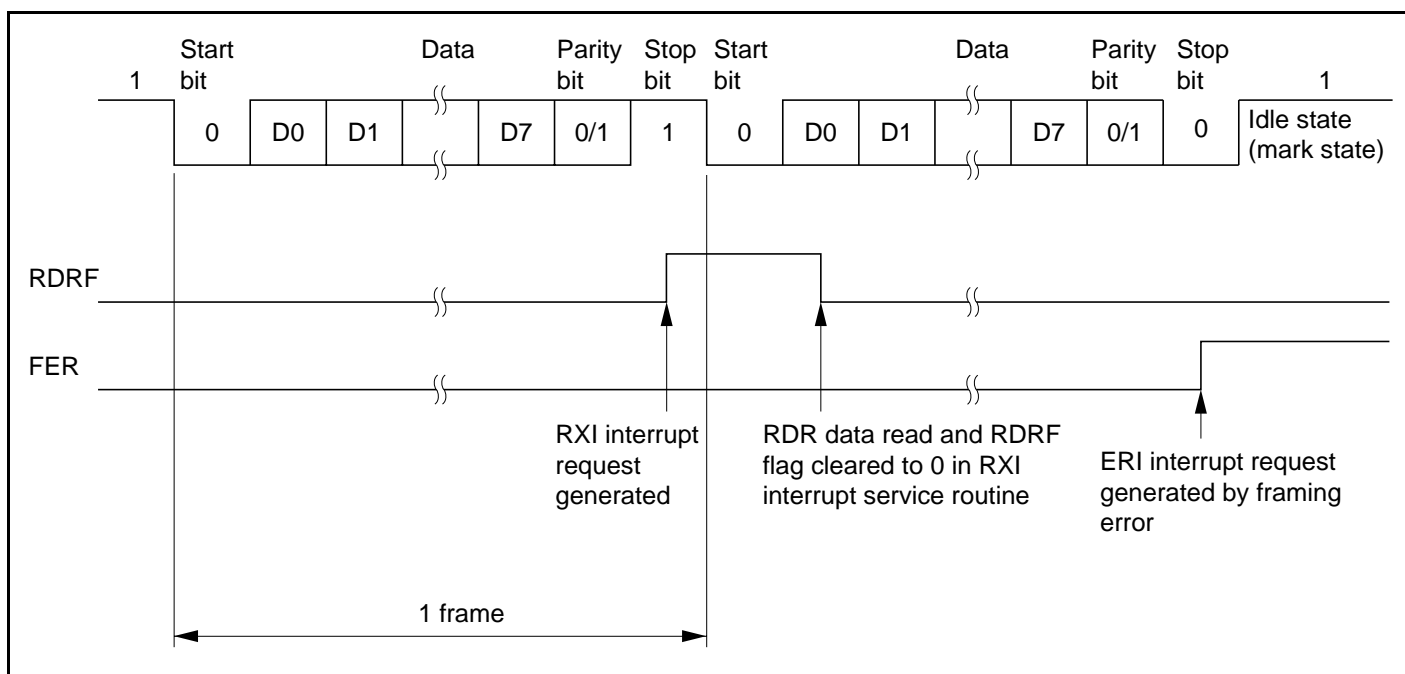 Start Data Parity Stop Start Data Parity Stop
1 bit bit bit bit bit bit 1
0 D0 D1 D7 0/1 1 0 D0 D1 D7 0/1 0 Idle state
(mark state)
RDRF
FER
RXI interrupt
request
generated
RDR data read and RDRF
flag cleared to 0 in RXI
interrupt service routine
ERI interrupt request
generated by framing
error
1 frame